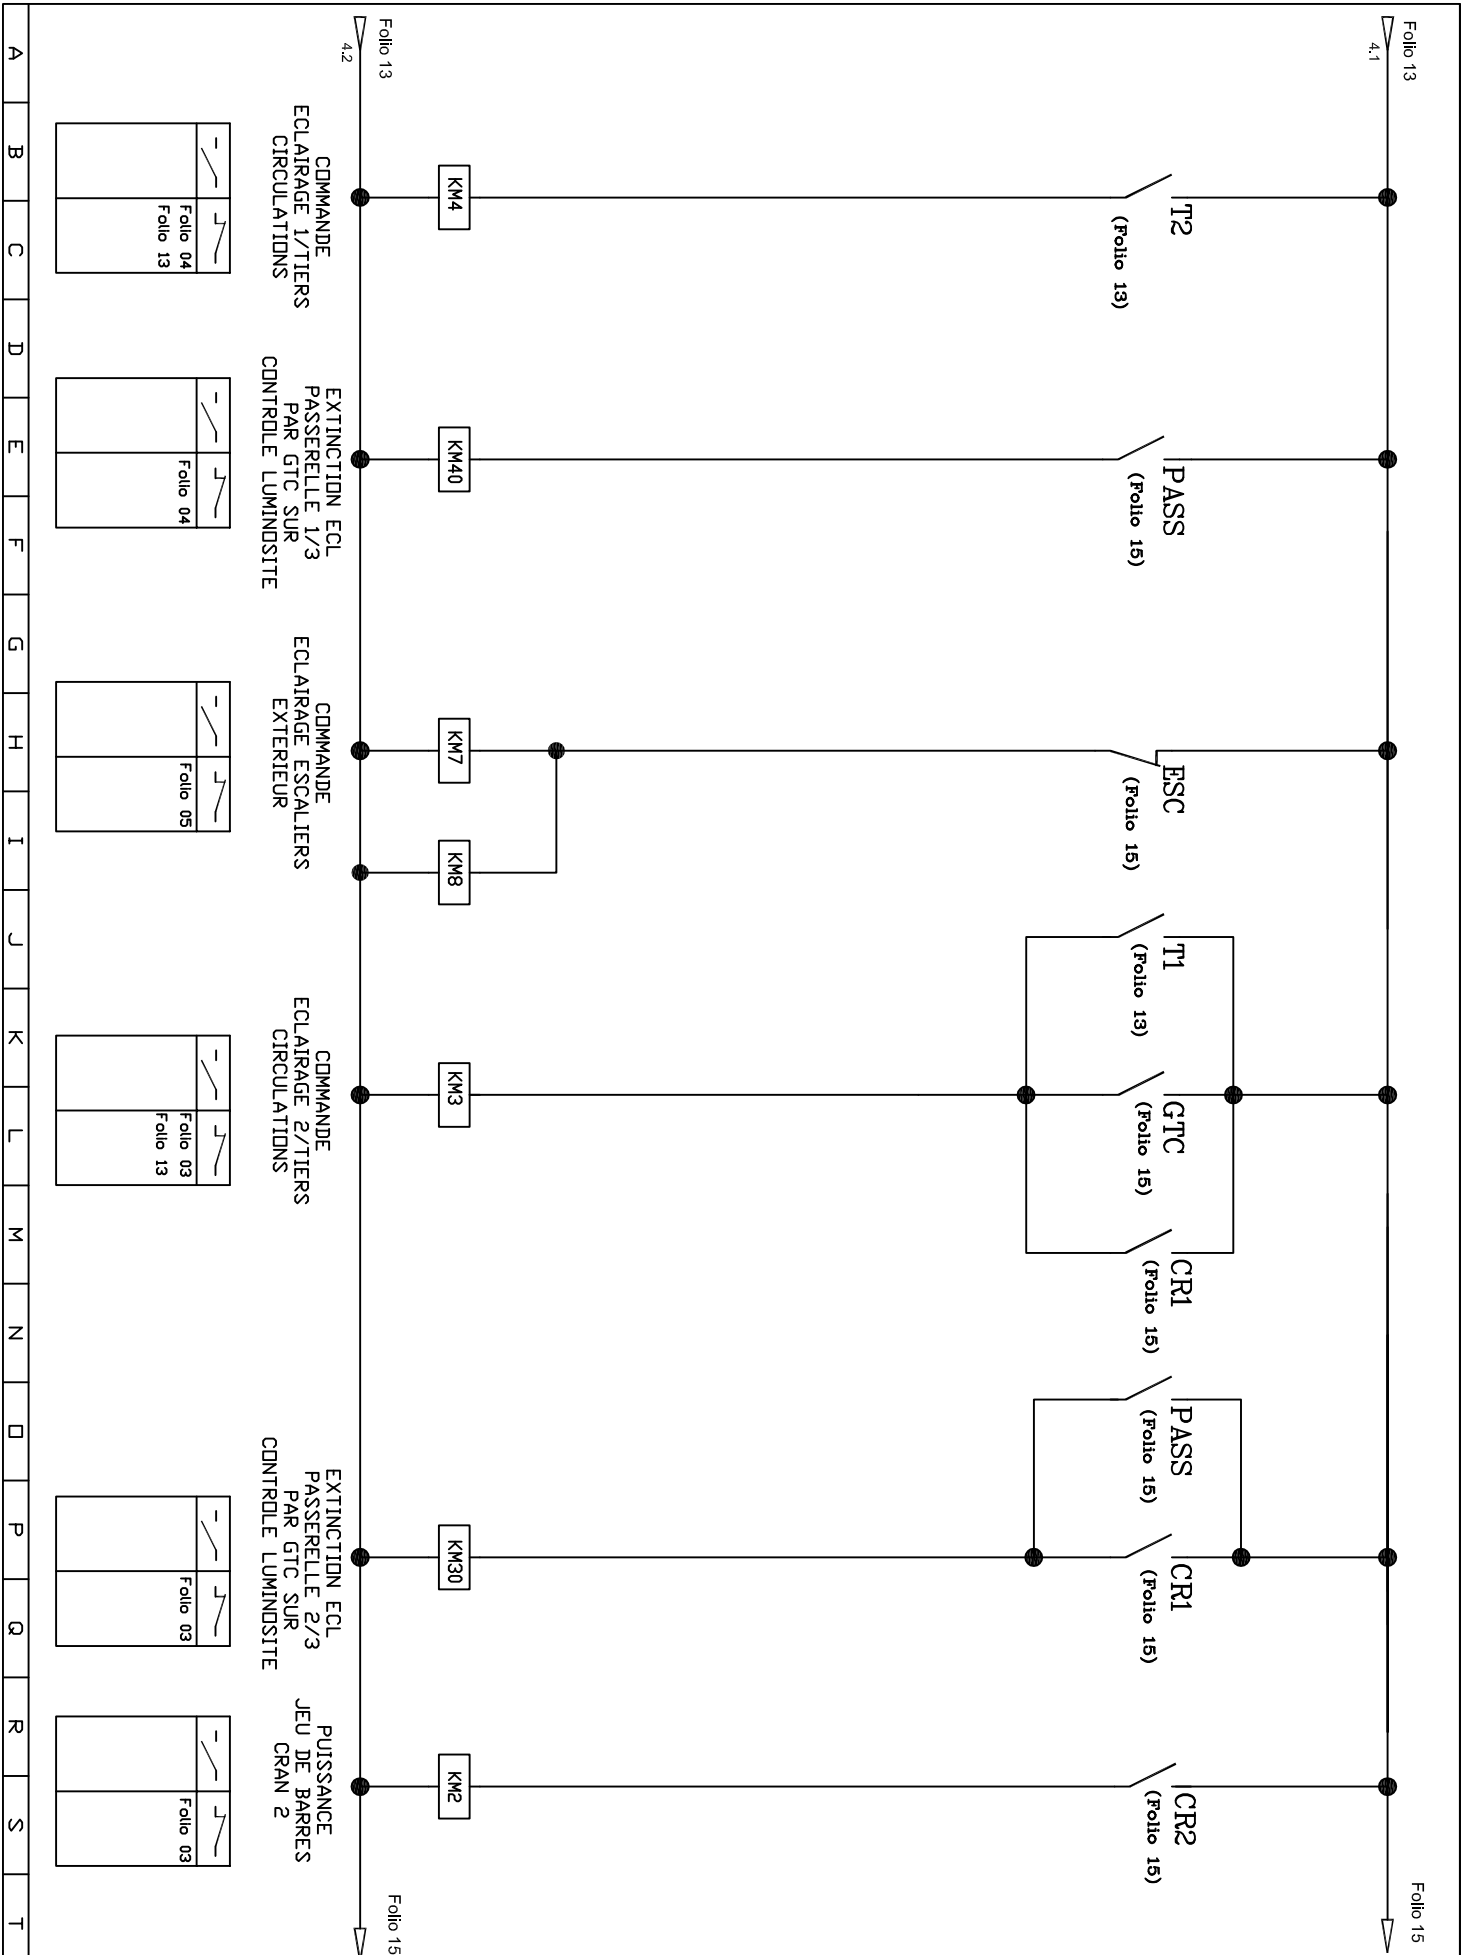 Folio 13
4.1
Folio 15
T2
(Folio 13)
PASS
(Folio 15)
ESC
(Folio 15)
T1
(Folio 13)
GTC
(Folio 15)
CR1
(Folio 15)
PASS
(Folio 15)
CR1
(Folio 15)
CR2
(Folio 15)
KM4
KM40
KM7
KM8
KM3
KM30
KM2
Folio 13
4.2
Folio 15
COMMANDE
ECLAIRAGE 1/TIERS
CIRCULATIONS
EXTINCTION ECL
PASSERELLE 1/3
PAR GTC SUR
CONTROLE LUMINOSITE
COMMANDE
ECLAIRAGE ESCALIERS
EXTERIEUR
COMMANDE
ECLAIRAGE 2/TIERS
CIRCULATIONS
EXTINCTION ECL
PASSERELLE 2/3
PAR GTC SUR
CONTROLE LUMINOSITE
PUISSANCE
JEU DE BARRES
CRAN 2
Folio 04
Folio 13
Folio 04
Folio 05
Folio 03
Folio 13
Folio 03
Folio 03
A B C D E F G H I J K L M N O P Q R S T